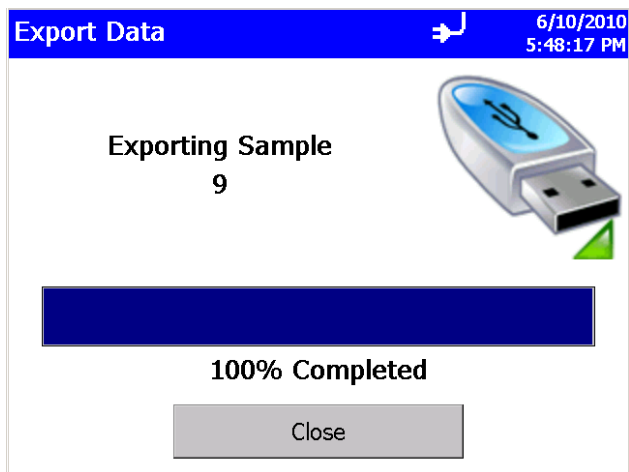 Export Data
6/10/2010
5:48:17 PM
Exporting Sample
9
100% Completed
Close